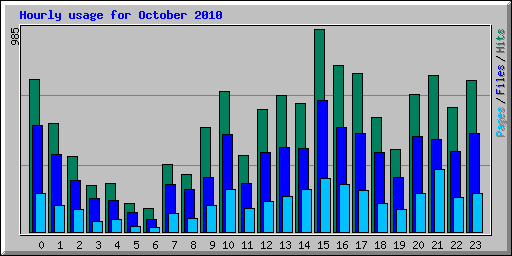 Hourly usage for October 2010
985
Pages / Files / Hits
0 1 2 3 4 5 6 7 8 9 10 11 12 13 14 15 16 17 18 19 20 21 22 23